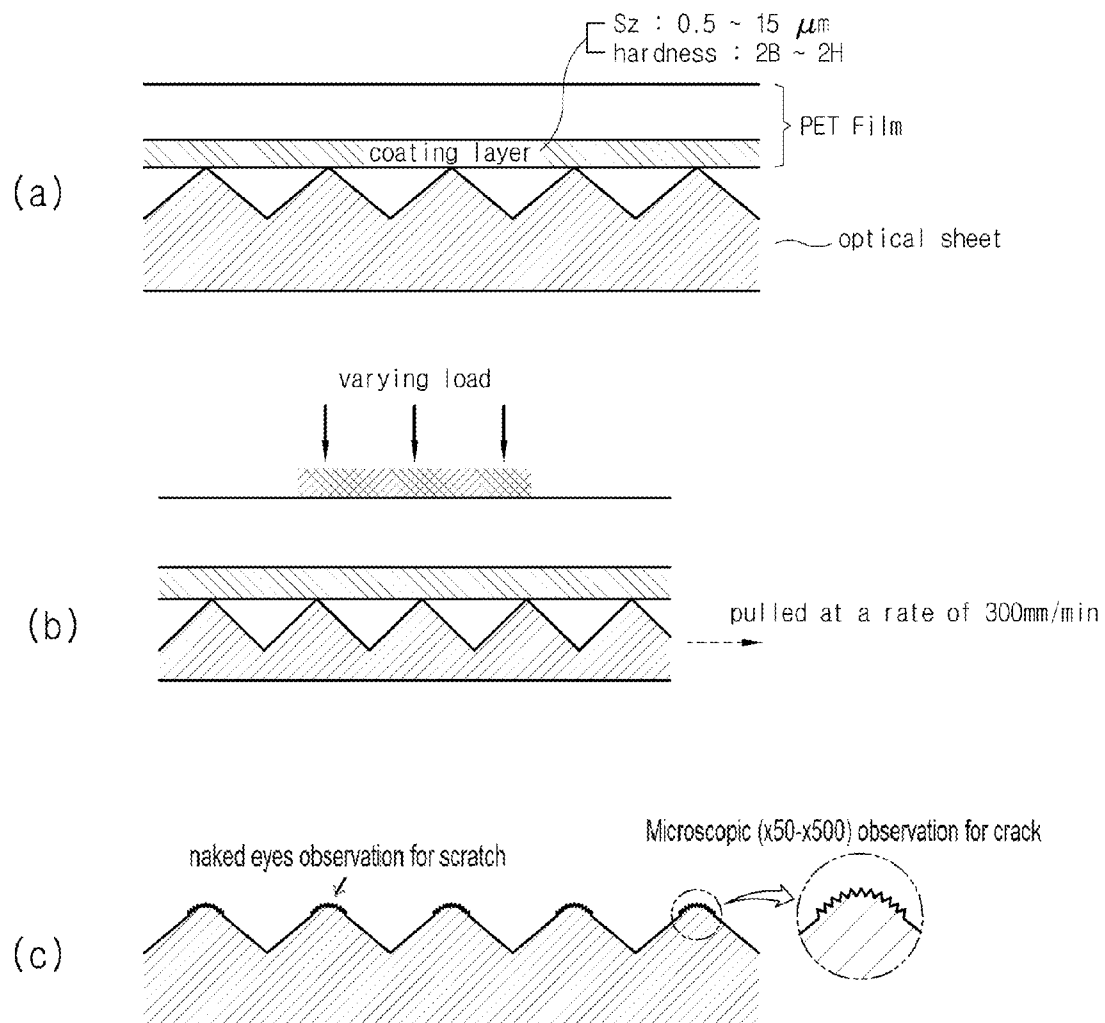 Sz : 0.5 ~ 15 μm
hardness : 2B ~ 2H
PET Film
coating layer
(a)
optical sheet
varying load
(b)
pulled at a rate of 300mm/min
Microscopic (x50-x500) observation for crack
naked eyes observation for scratch
(c)